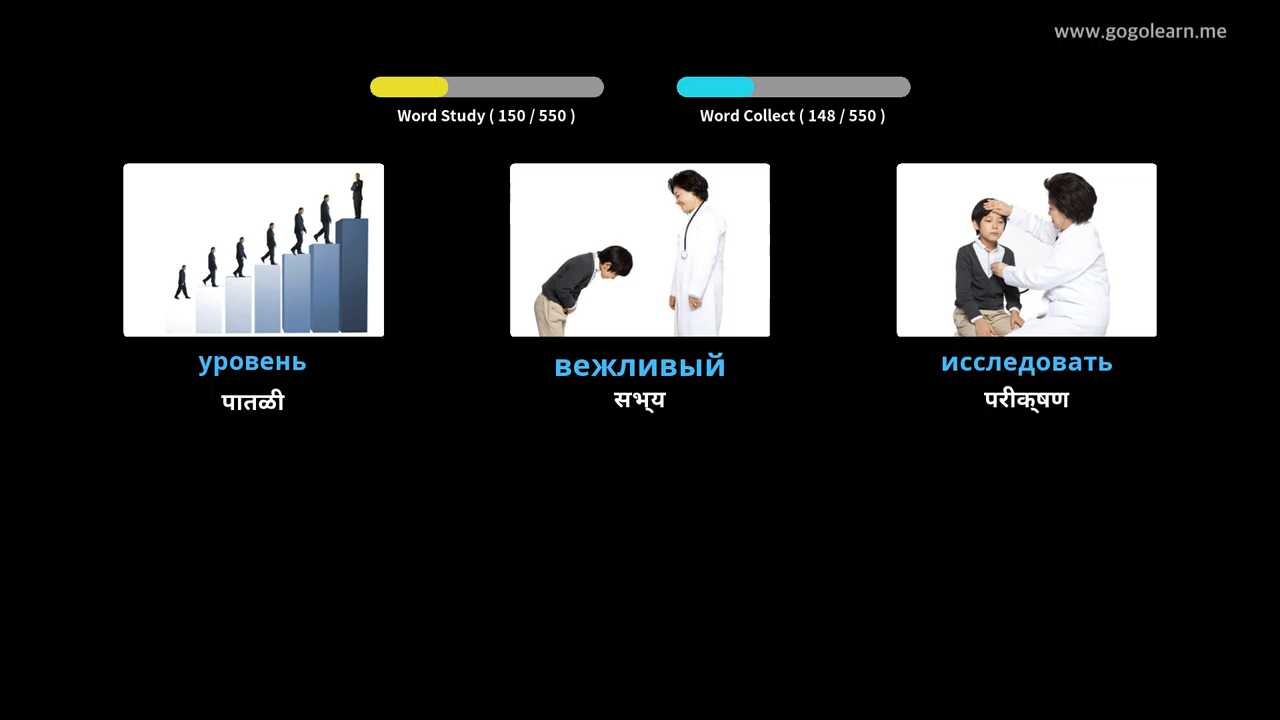 www.gogolearn.me
Word Study ( 150 / 550 )
Word Collect ( 148 / 550 )
уровень
вежливый
исследовать
पातळी
सभ्य
परीक्षण